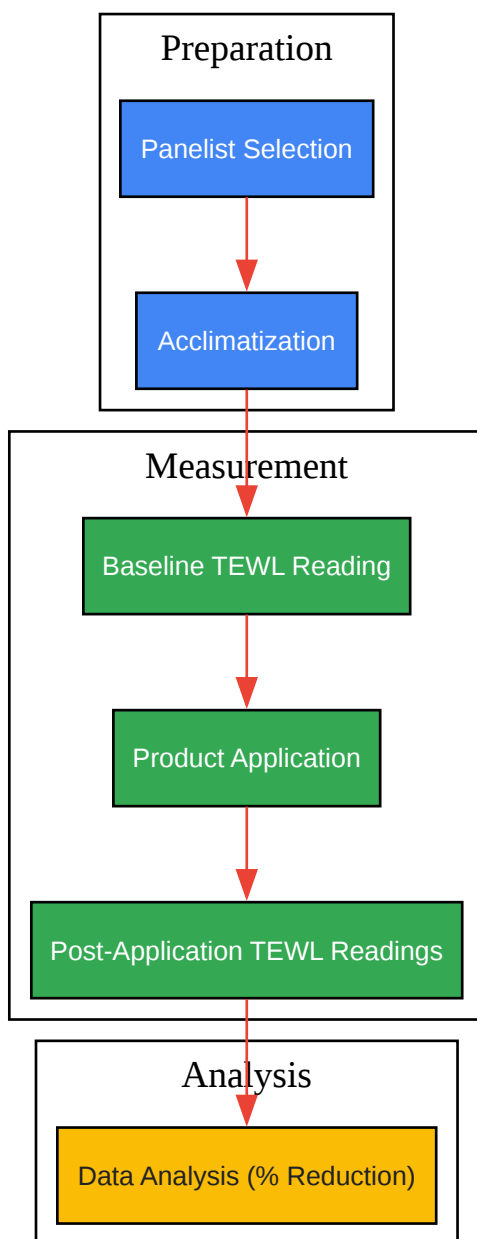 Preparation
Panelist Selection
Acclimatization
Measurement
Baseline TEWL Reading
Product Application
Post-Application TEWL Readings
Analysis
Data Analysis (% Reduction)